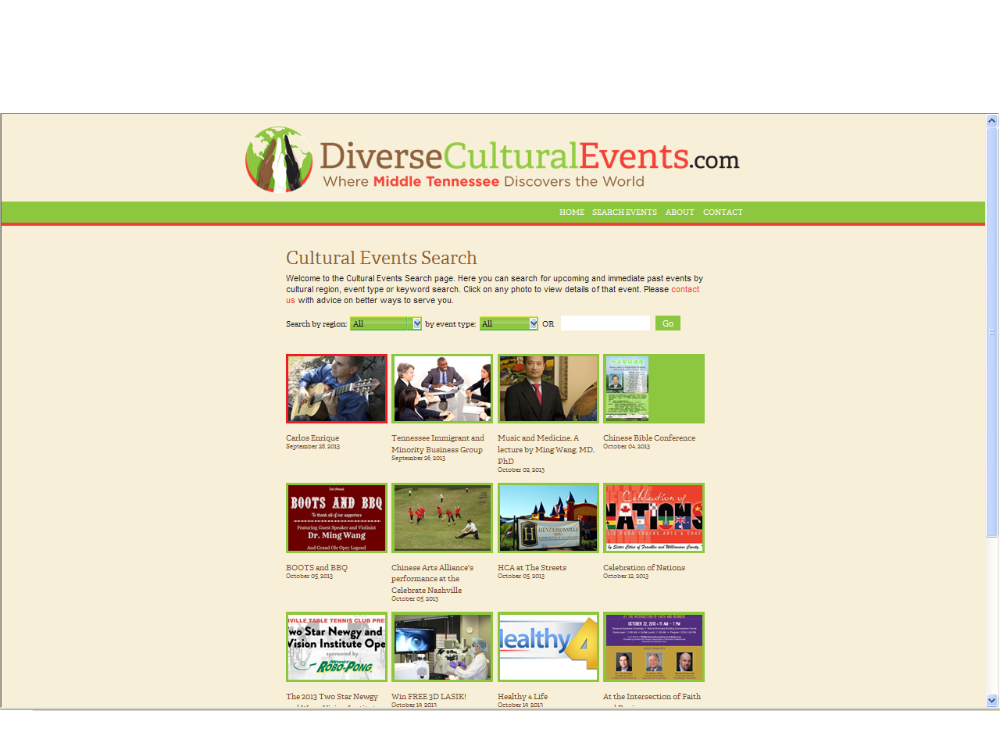 DiverseCulturalEvents.com
Where Middle Tennessee Discovers the World
HOME SEARCH EVENTS ABOUT CONTACT
Cultural Events Search
Welcome to the Cultural Events Search page. Here you can search for upcoming and immediate past events by
cultural region, event type or keyword search. Click on any photo to view details of that event. Please contact
us with advice on better ways to serve you.
Search by region: All by event type: All OR Go
Carlos Enrique
September 26, 2013
Tennessee Immigrant and
Minority Business Group
September 26, 2013
Music and Medicine, A
lecture by Ming Wang, MD,
PhD
October 02, 2013
Chinese Bible Conference
October 04, 2013
2nd Annual
BOOTS AND BBQ
To thank all of our supporters
Featuring Guest Speaker and Violinist
Dr. Ming Wang
And Grand Ole Opry Legend
BOOTS and BBQ
October 05, 2013
Chinese Arts Alliance's
performance at the
Celebrate Nashville
October 05, 2013
HENDERSONVILLE
CHRISTIAN ACADEMY
HCA at The Streets
October 05, 2013
Celebration of
NATIONS
SIC FOOD TRUCKS ARTS & CRAF
by Sister Cities of Franklin and Williamson County,
Celebration of Nations
October 12, 2013
VILLE TABLE TENNIS CLUB PRES
wo Star Newgy and
Vision Institute Ope
sponsored by
NEWGY
ROBO-PONG
The 2013 Two Star Newgy
Win FREE 3D LASIK!
October 19, 2013
ealthy 4
Healthy 4 Life
October 19, 2013
AT THE INTERSECTION OF FAITH AND BUSINESS
OCTOBER 22, 2013 • 11 AM - 1 PM
At the Intersection of Faith